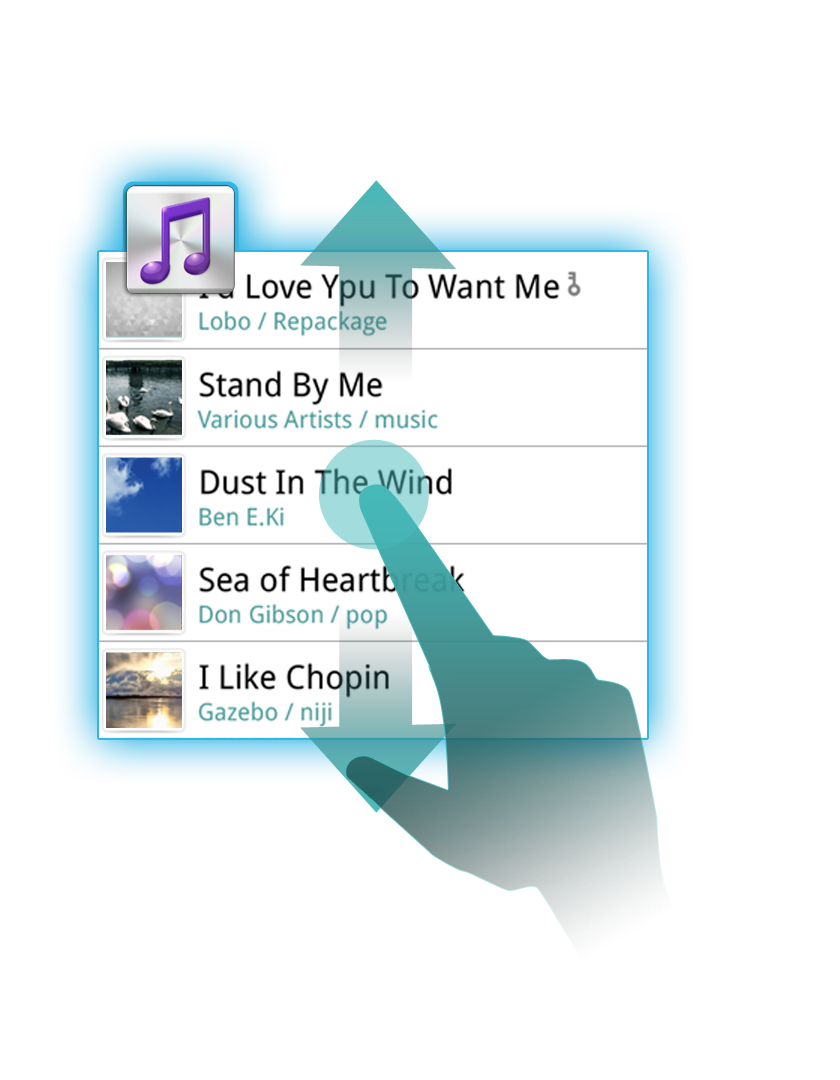 I'd Love Ypu To Want Me
Lobo / Repackage
Stand By Me
Various Artists / music
Dust In The Wind
Ben E.Ki
Sea of Heartbreak
Don Gibson / pop
I Like Chopin
Gazebo / niji